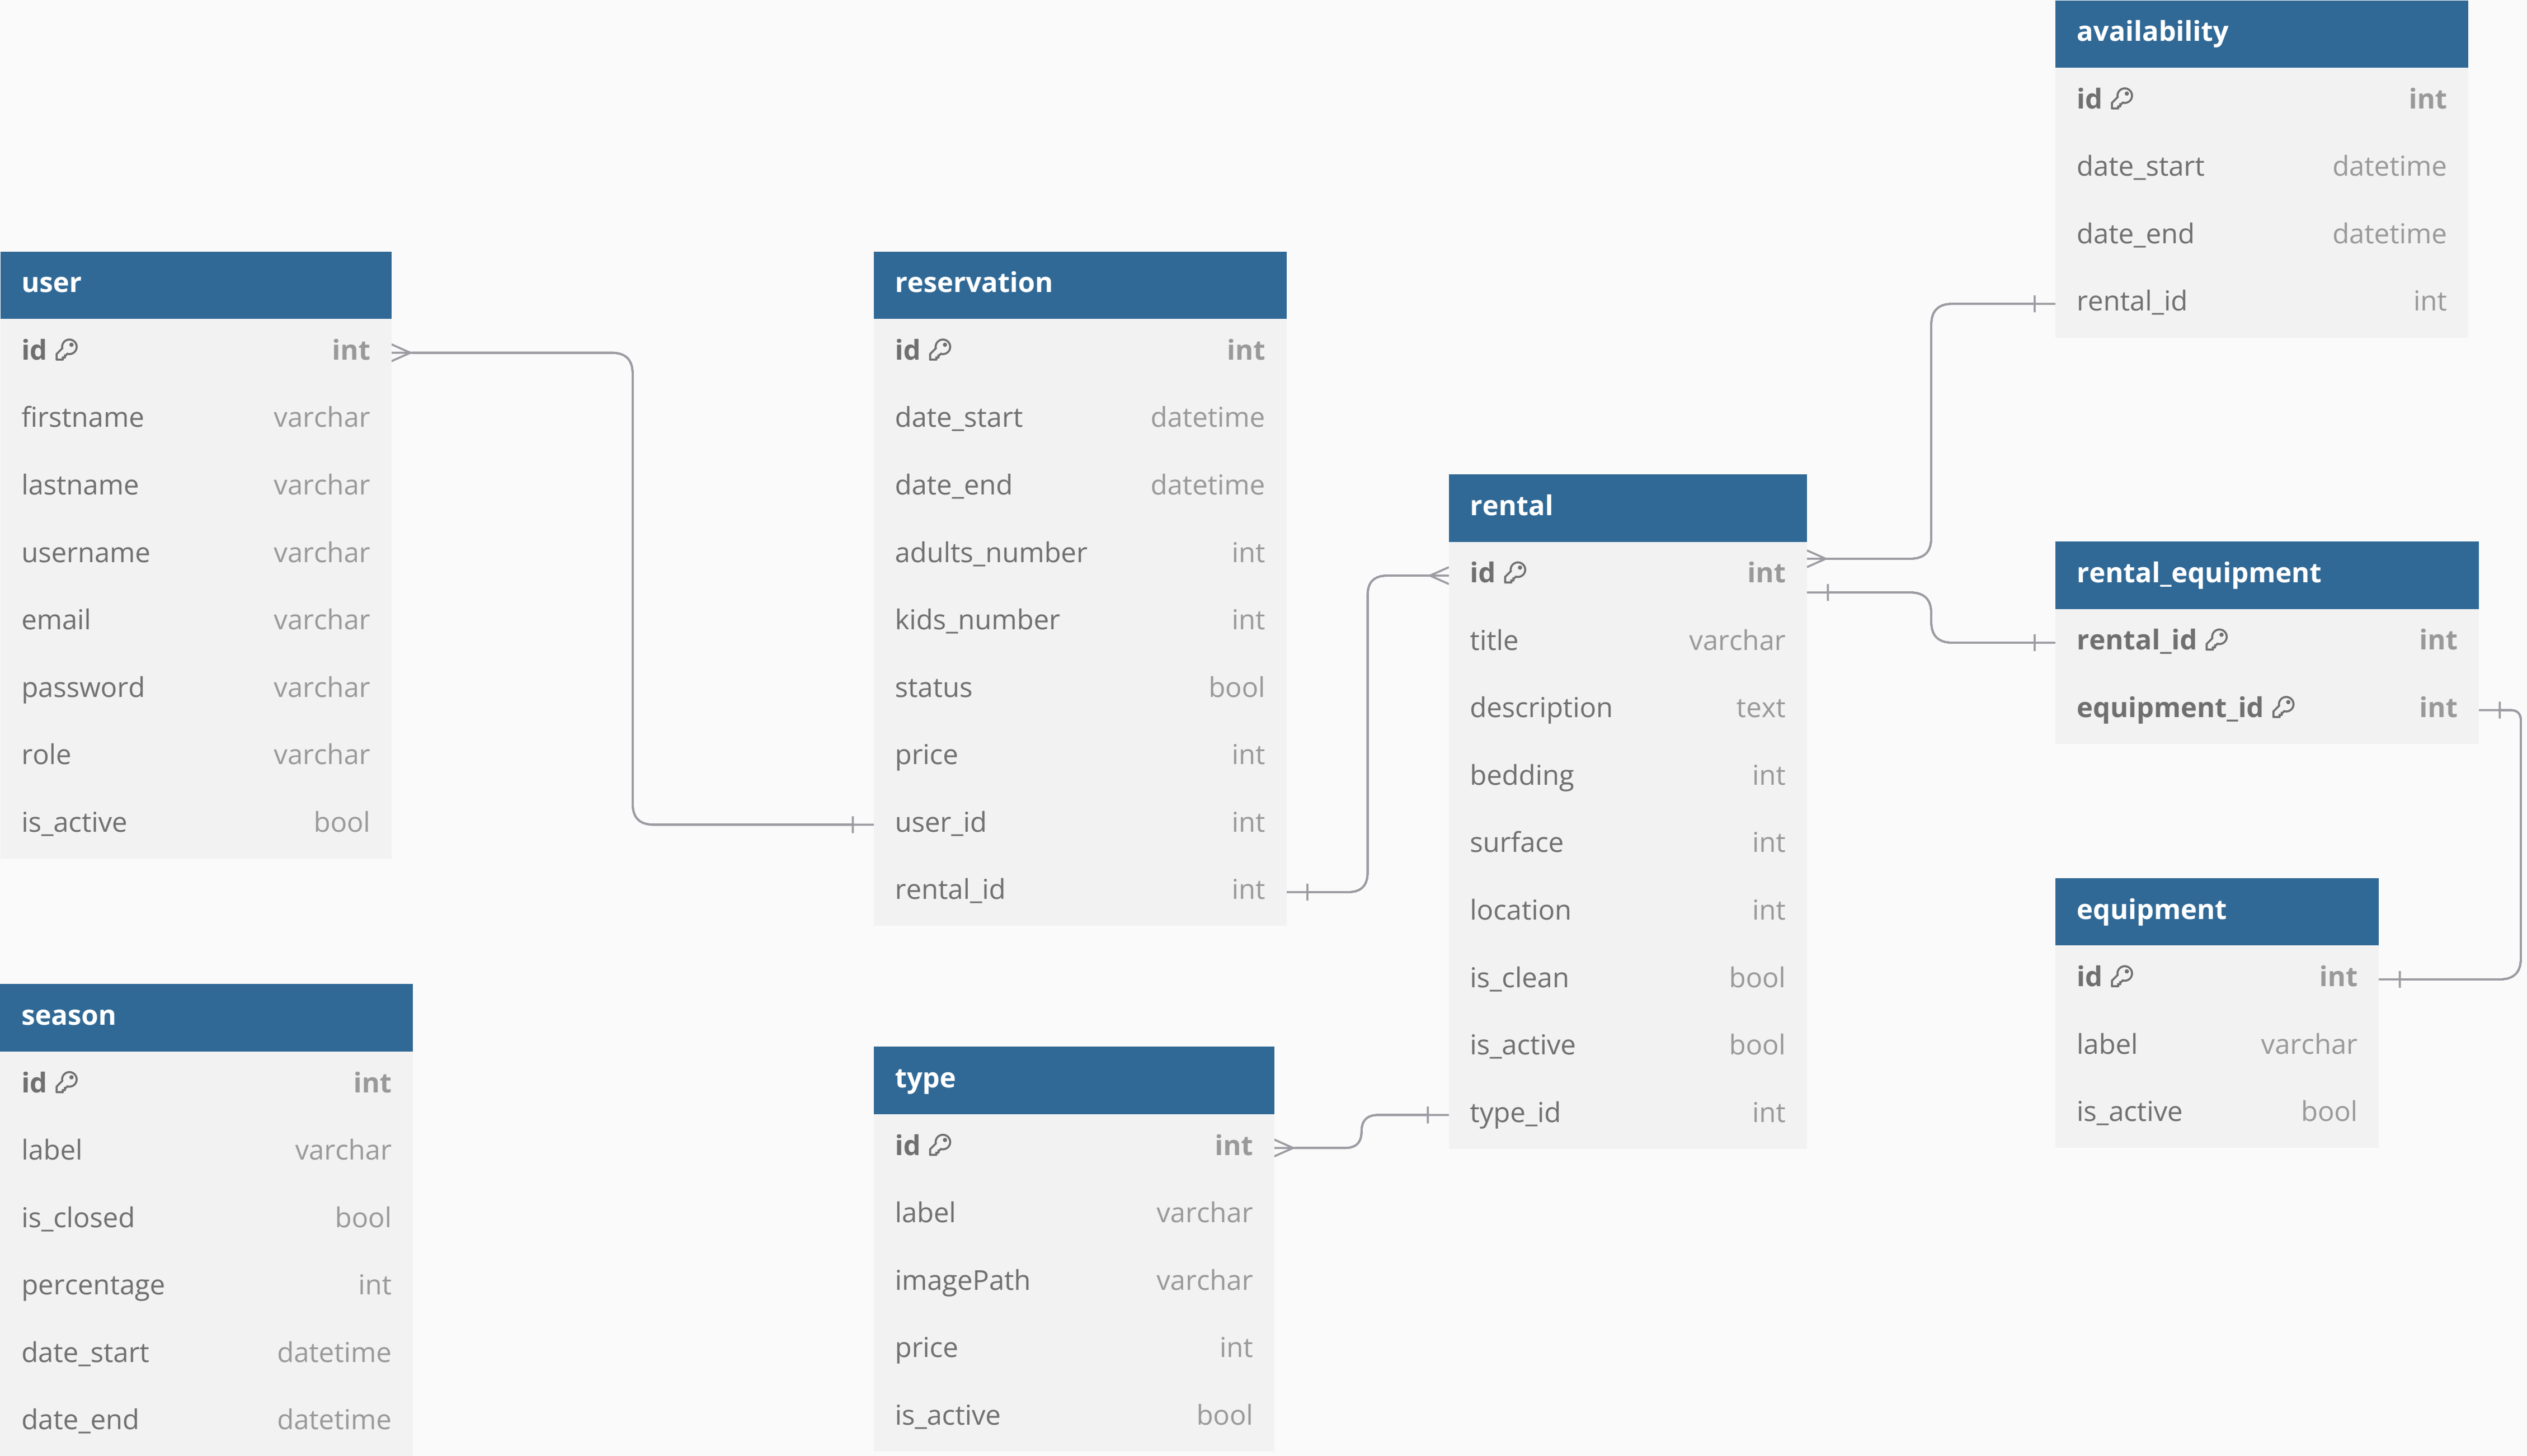 user
id int
firstname varchar
lastname varchar
username varchar
email varchar
password varchar
role varchar
is_active bool
season
id int
label varchar
is_closed bool
percentage int
date_start datetime
date_end datetime
reservation
id int
date_start datetime
date_end datetime
adults_number int
kids_number int
status bool
price int
user_id int
rental_id int
type
id int
label varchar
imagePath varchar
price int
is_active bool
rental
id int
title varchar
description text
bedding int
surface int
location int
is_clean bool
is_active bool
type_id int
availability
id int
date_start datetime
date_end datetime
rental_id int
rental_equipment
rental_id int
equipment_id int
equipment
id int
label varchar
is_active bool